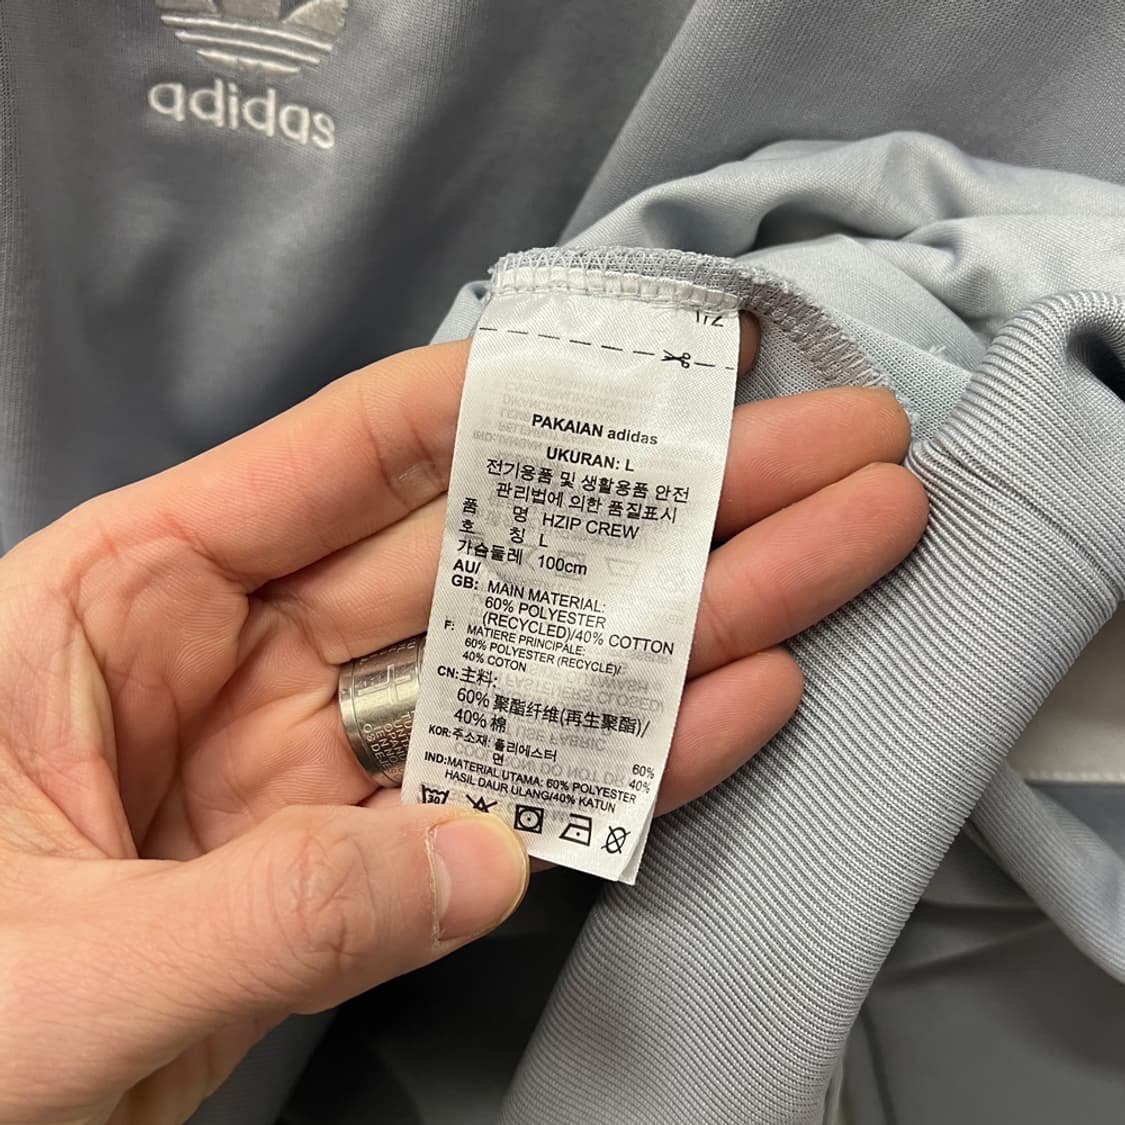 adidas
PAKAIAN adidas
UKURAN: L
전기용품 및 생활용품 안전
관리법에 의한 품질표시
품 명 HZIP CREW
호 칭 L
가슴둘레 100cm
AU/
GB: MAIN MATERIAL:
60% POLYESTER
(RECYCLED)/40% COTTON
F: MATIERE PRINCIPALE:
60% POLYESTER (RECYCLÉ)/
40% COTON
CN: 主料:
60% 聚酯纤维(再生聚酯)/
40% 棉
KOR: 주소재: 폴리에스터 60%
면 40%
IND: MATERIAL UTAMA: 60% POLYESTER
HASIL DAUR ULANG/40% KATUN
30